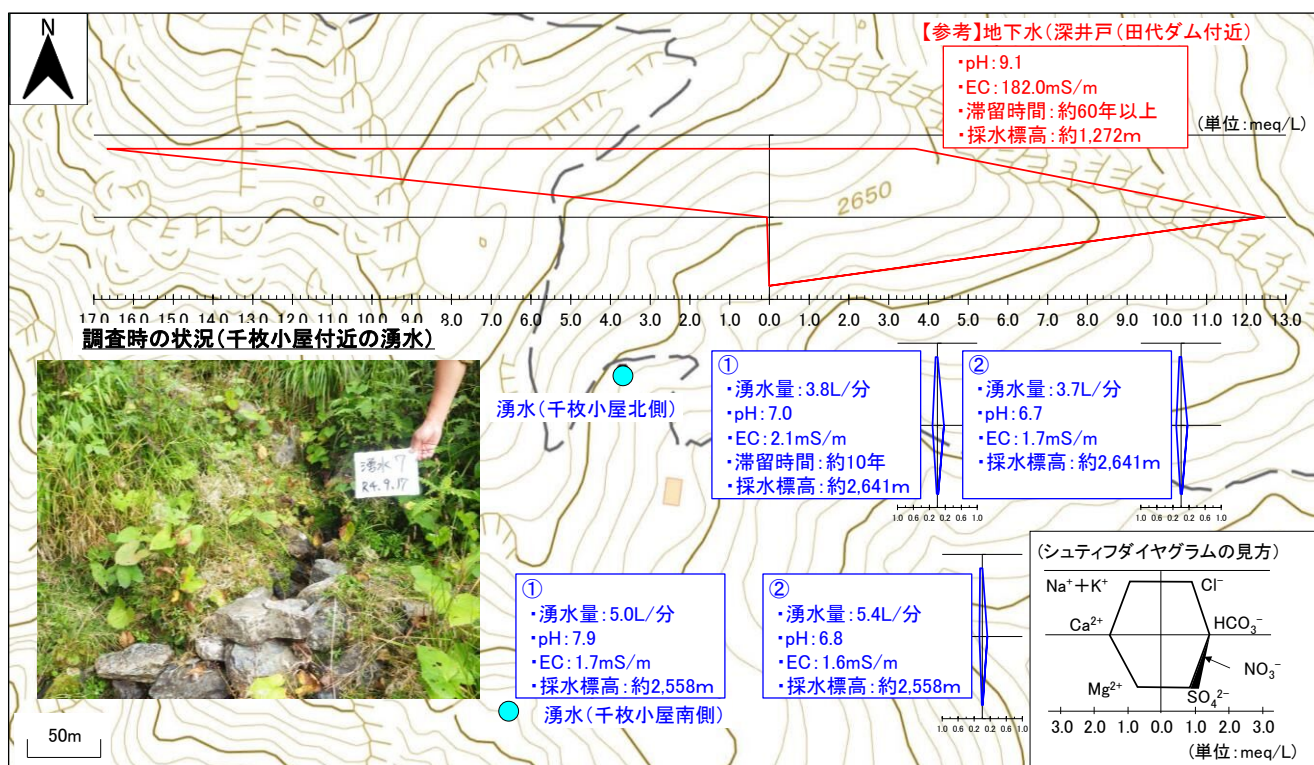 N
【参考】地下水(深井戸(田代ダム付近)
・pH：9.1
・EC：182.0mS/m
・滞留時間：約60年以上
・採水標高：約1,272m
(単位：meq/L)
2650
17.0 16.0 15.0 14.0 13.0 12.0 11.0 10.0 9.0 8.0 7.0 6.0 5.0 4.0 3.0 2.0 1.0 0.0 1.0 2.0 3.0 4.0 5.0 6.0 7.0 8.0 9.0 10.0 11.0 12.0 13.0
調査時の状況(千枚小屋付近の湧水)
湧水7
R4.9.17
湧水(千枚小屋北側)
①
・湧水量：3.8L/分
・pH：7.0
・EC：2.1mS/m
・滞留時間：約10年
・採水標高：約2,641m
1.0 0.6 0.2 0.2 0.6 1.0
②
・湧水量：3.7L/分
・pH：6.7
・EC：1.7mS/m
・採水標高：約2,641m
1.0 0.6 0.2 0.2 0.6 1.0
①
・湧水量：5.0L/分
・pH：7.9
・EC：1.7mS/m
・採水標高：約2,558m
②
・湧水量：5.4L/分
・pH：6.8
・EC：1.6mS/m
・採水標高：約2,558m
1.0 0.6 0.2 0.2 0.6 1.0
湧水(千枚小屋南側)
50m
(シュティフダイヤグラムの見方)
Na⁺＋K⁺
Cl⁻
Ca²⁺
HCO₃⁻
NO₃⁻
Mg²⁺
SO₄²⁻
3.0 2.0 1.0 0.0 1.0 2.0 3.0
(単位：meq/L)